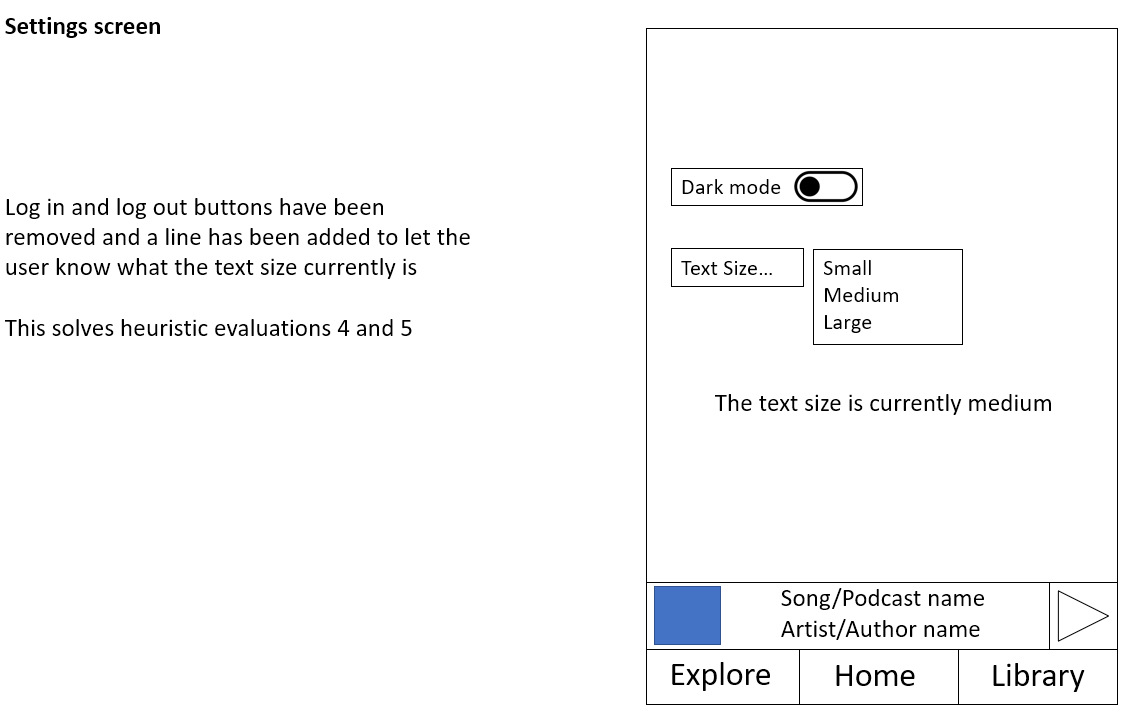 Settings screen
Log in and log out buttons have been
removed and a line has been added to let the
user know what the text size currently is
This solves heuristic evaluations 4 and 5
Dark mode
Text Size...
Small
Medium
Large
The text size is currently medium
Song/Podcast name
Artist/Author name
Explore
Home
Library